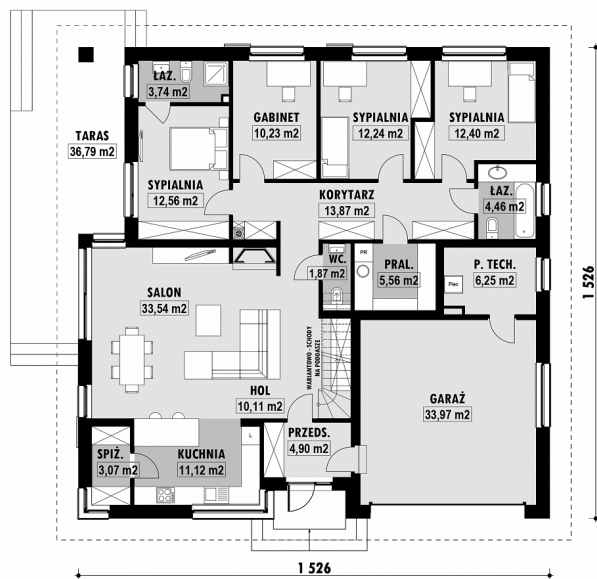 ŁAZ.
3,74 m2
TARAS
36,79 m2
GABINET
10,23 m2
SYPIALNIA
12,24 m2
SYPIALNIA
12,40 m2
SYPIALNIA
12,56 m2
KORYTARZ
13,87 m2
ŁAZ.
4,46 m2
WC.
1,87 m2
PR
PRAL.
5,56 m2
P. TECH.
6,25 m2
Piec
SALON
33,54 m2
WARIANTOWO - SCHODY
NA PODDASZE
HOL
10,11 m2
GARAŻ
33,97 m2
SPIŻ.
3,07 m2
KUCHNIA
11,12 m2
L
PRZEDS.
4,90 m2
1 526
1 526